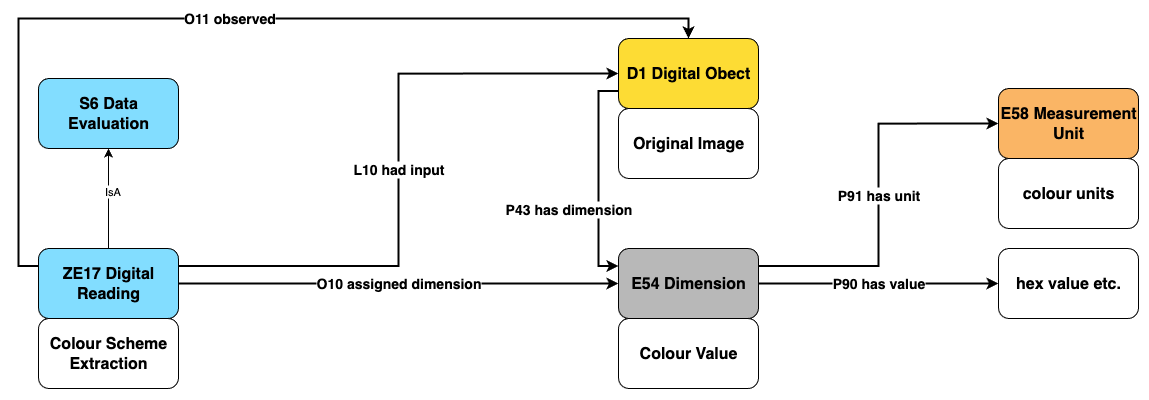 O11 observed
D1 Digital Obect
Original Image
S6 Data
Evaluation
E58 Measurement
Unit
colour units
L10 had input
IsA
P43 has dimension
P91 has unit
ZE17 Digital
Reading
Colour Scheme
Extraction
O10 assigned dimension
E54 Dimension
Colour Value
P90 has value
hex value etc.